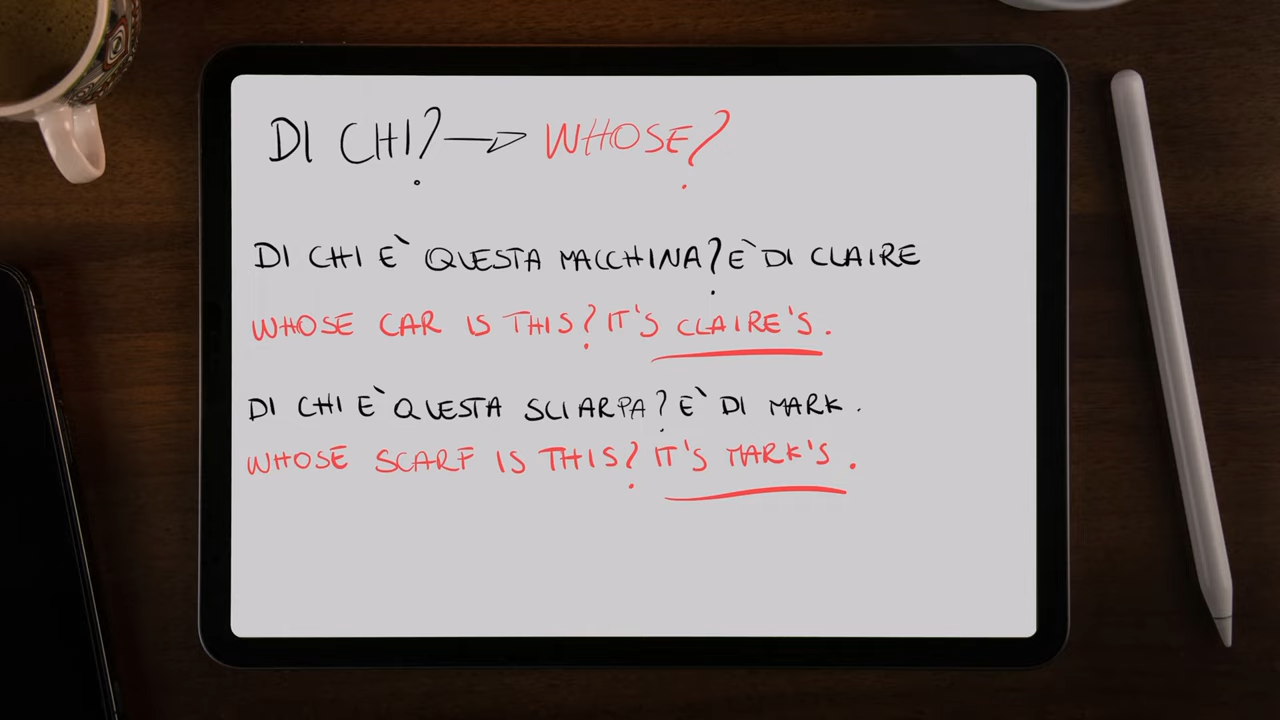 DI CHI? → WHOSE?
DI CHI È QUESTA MACCHINA? È DI CLAIRE
WHOSE CAR IS THIS? IT'S CLAIRE'S.
DI CHI È QUESTA SCIARPA? È DI MARK.
WHOSE SCARF IS THIS? IT'S MARK'S.